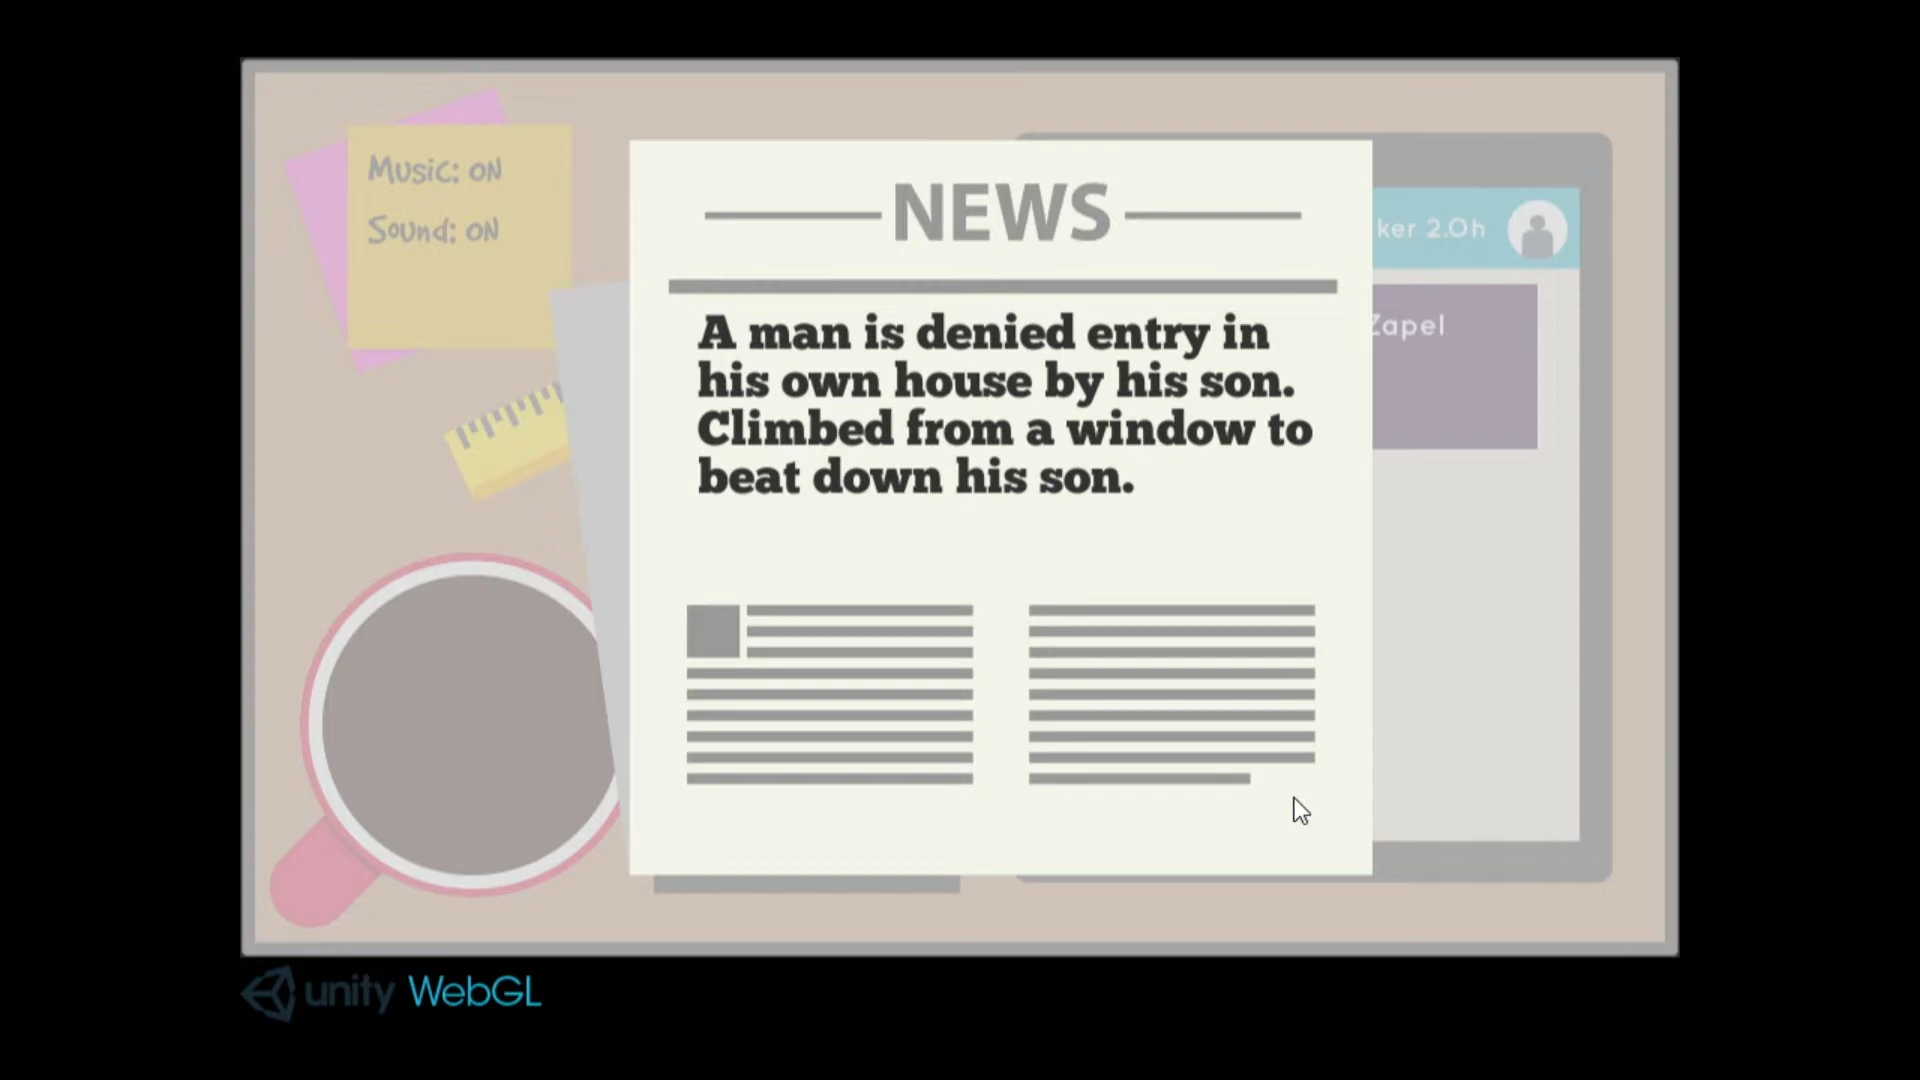 Music: ON
Sound: ON
NEWS
A man is denied entry in
his own house by his son.
Climbed from a window to
beat down his son.
ker 2.0h
Zapel
unity WebGL